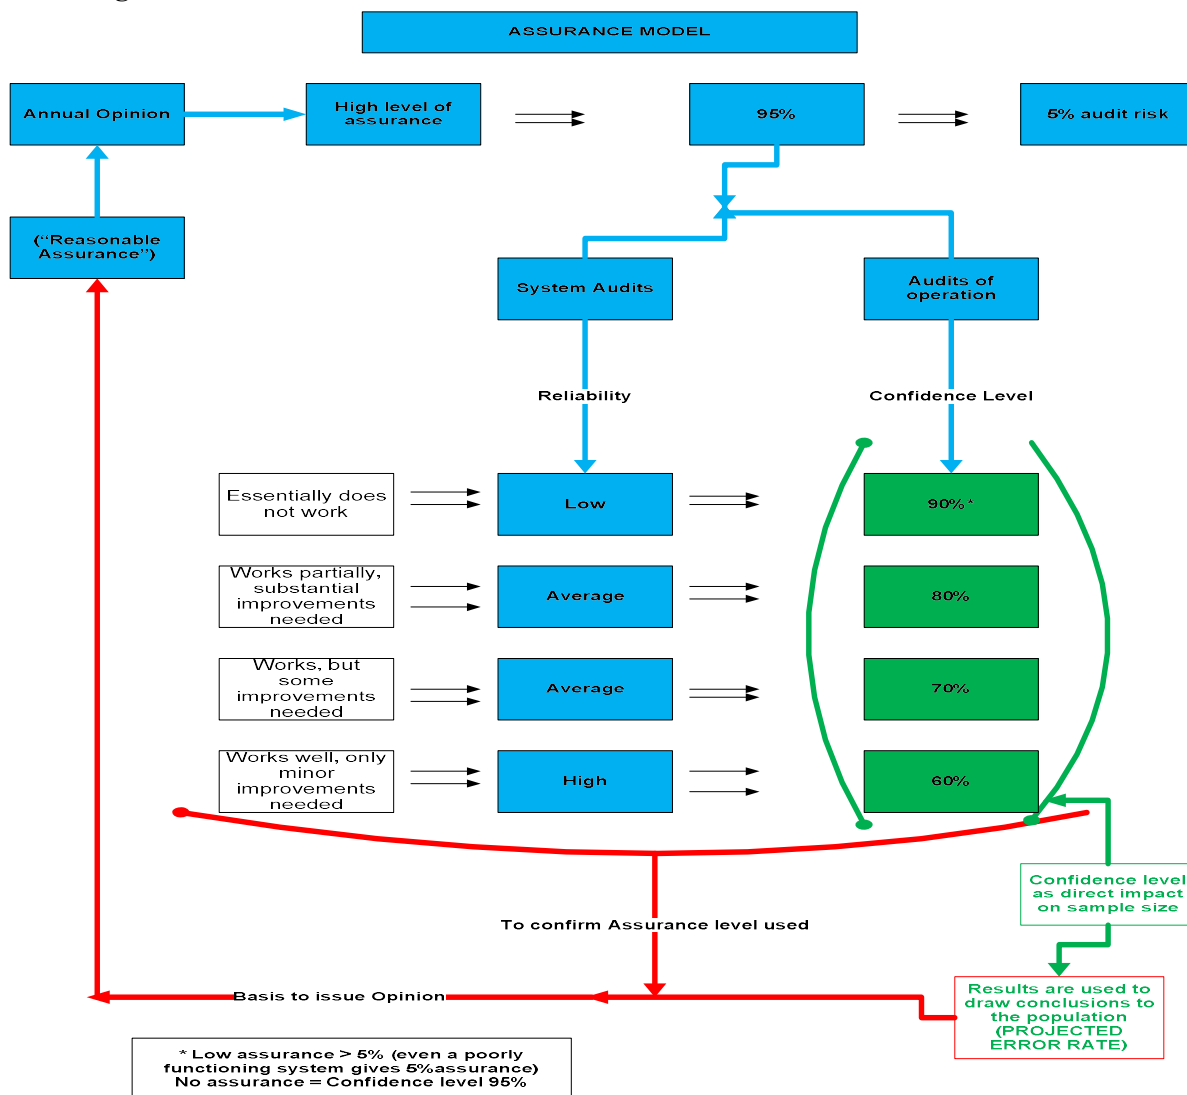 ASSURANCE MODEL
Annual Opinion
High level of
assurance
95%
5% audit risk
(“Reasonable
Assurance”)
System Audits
Audits of
operation
Reliability
Confidence Level
Essentially does
not work
Low
90%*
Works partially,
substantial
improvements
needed
Average
80%
Works, but
some
improvements
needed
Average
70%
Works well, only
minor
improvements
needed
High
60%
Confidence level
as direct impact
on sample size
To confirm Assurance level used
Basis to issue Opinion
Results are used to
draw conclusions to
the population
(PROJECTED
ERROR RATE)
* Low assurance > 5% (even a poorly
functioning system gives 5%assurance)
No assurance = Confidence level 95%